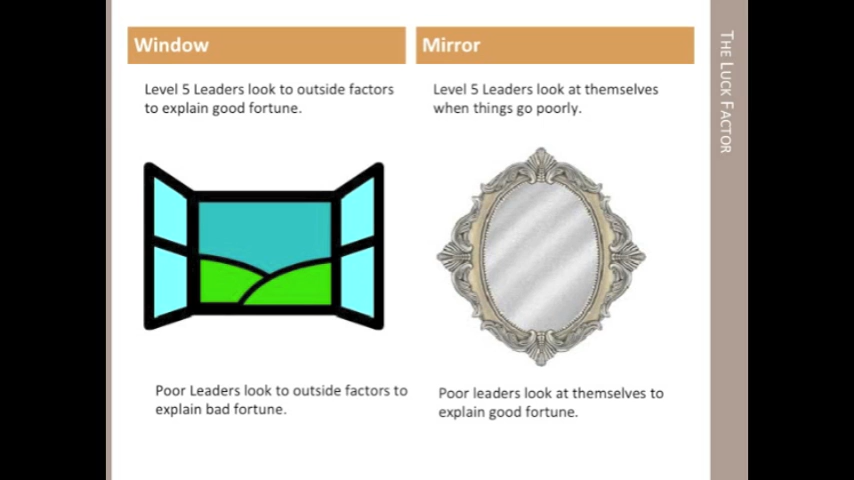 Window
Level 5 Leaders look to outside factors
to explain good fortune.
Poor Leaders look to outside factors to
explain bad fortune.
Mirror
Level 5 Leaders look at themselves
when things go poorly.
Poor leaders look at themselves to
explain good fortune.
THE LUCK FACTOR